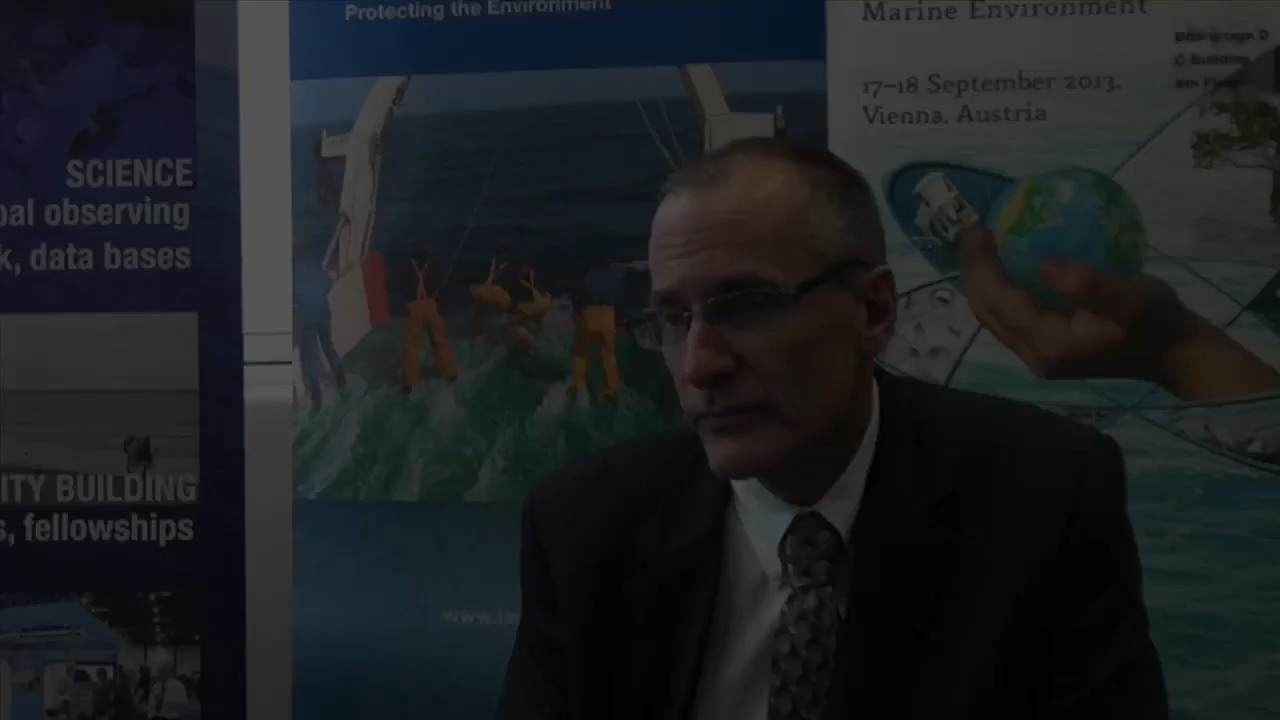 Protecting the Environment
Marine Environment
17–18 September 2013,
Vienna, Austria
SCIENCE
bal observing
k, data bases
ITY BUILDING
s, fellowships
www.